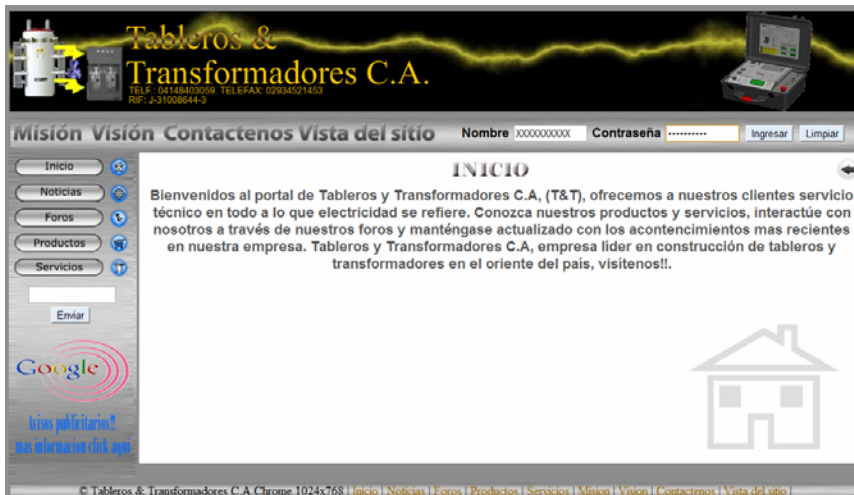 Tableros &
Transformadores C.A.
TELF.: 04148403059. TELEFAX: 02934521453
RIF: J-31008644-3
Misión Visión Contactenos Vista del sitio Nombre XXXXXXXXXX Contraseña ·········· Ingresar Limpiar
Inicio
Noticias
Foros
Productos
Servicios
Enviar
Google
Avisos publicitarios!!
mas informacion click aqui
INICIO
Bienvenidos al portal de Tableros y Transformadores C.A, (T&T), ofrecemos a nuestros clientes servicio
técnico en todo a lo que electricidad se refiere. Conozca nuestros productos y servicios, interactúe con
nosotros a través de nuestros foros y manténgase actualizado con los acontencimientos mas recientes
en nuestra empresa. Tableros y Transformadores C.A, empresa lider en construcción de tableros y
transformadores en el oriente del país, visítenos!!.
© Tableros & Transformadores C.A Chrome 1024x768 | Inicio | Noticias | Foros | Productos | Servicios | Mision | Vision | Contactenos | Vista del sitio |